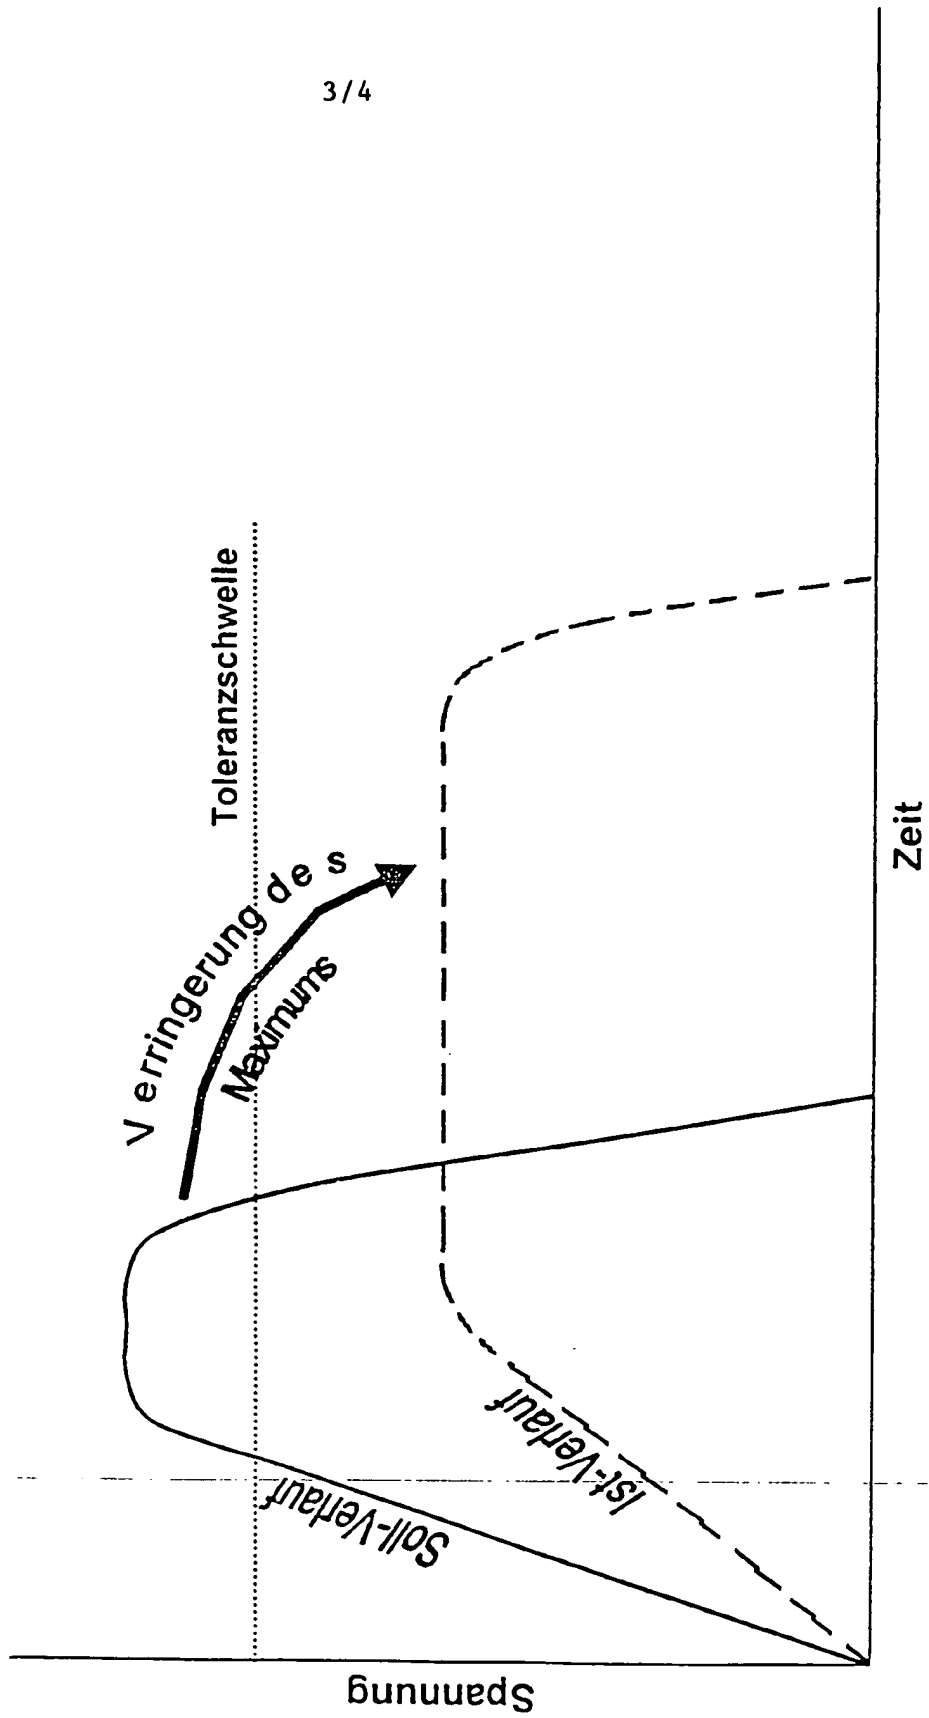 3/4
Spannung
Soll-Verlauf
Ist-Verlauf
Verringerung des
Maximums
Toleranzschwelle
Zeit